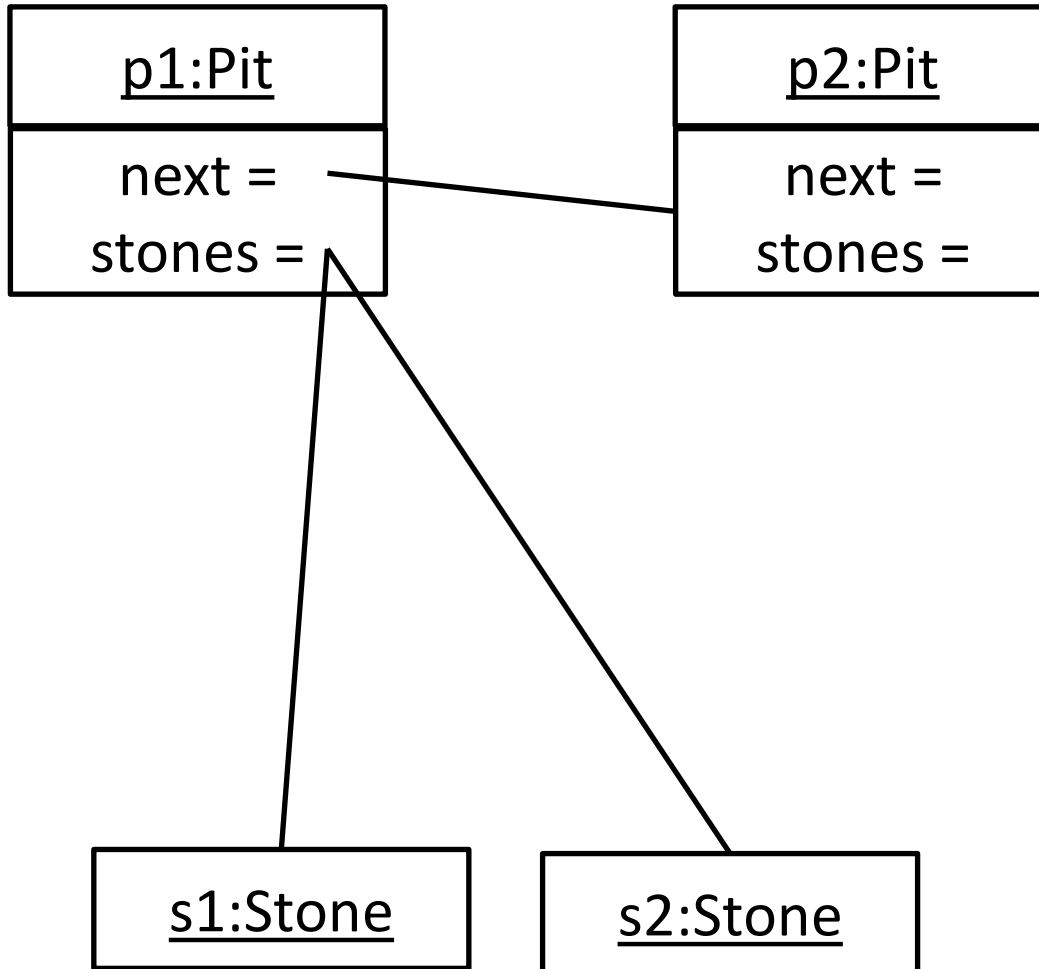 p1:Pit
next =
stones =
p2:Pit
next =
stones =
s1:Stone
s2:Stone